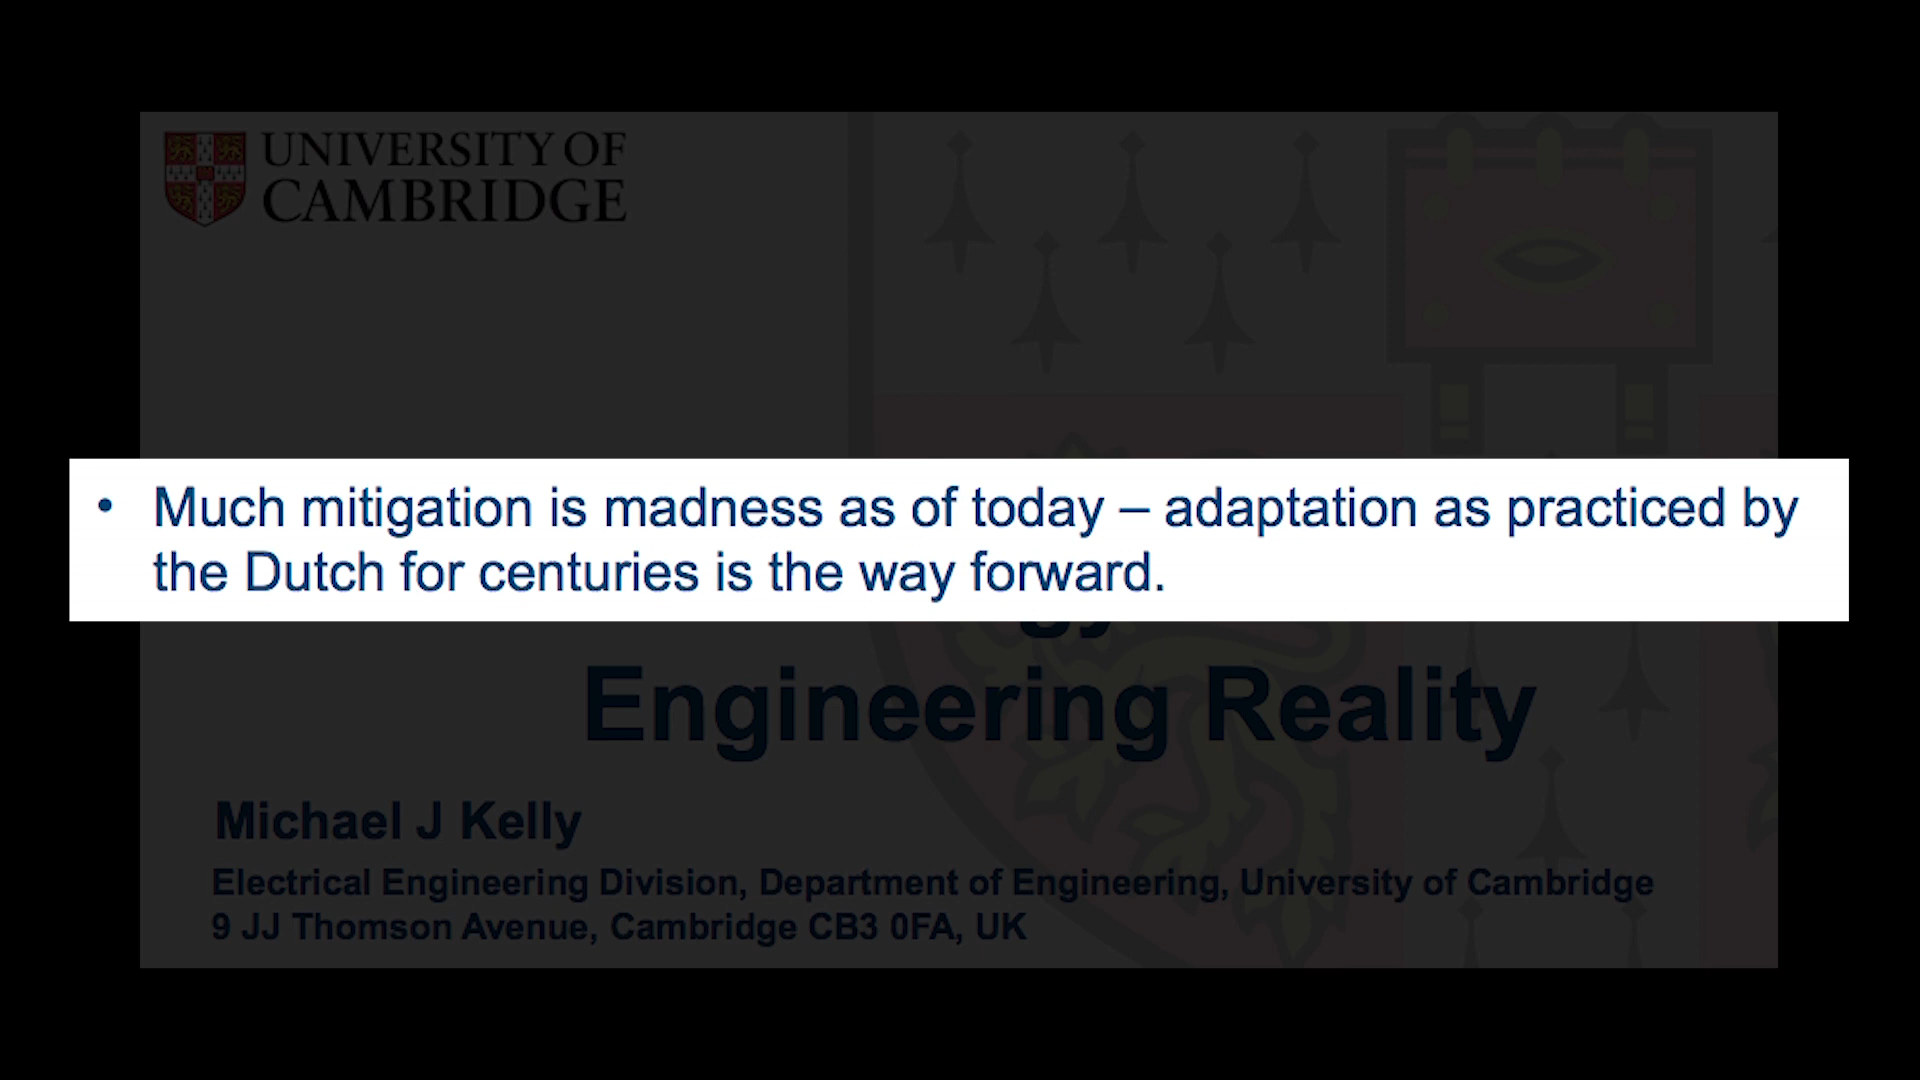 UNIVERSITY OF
CAMBRIDGE
• Much mitigation is madness as of today – adaptation as practiced by
the Dutch for centuries is the way forward.
Engineering Reality
Michael J Kelly
Electrical Engineering Division, Department of Engineering, University of Cambridge
9 JJ Thomson Avenue, Cambridge CB3 0FA, UK